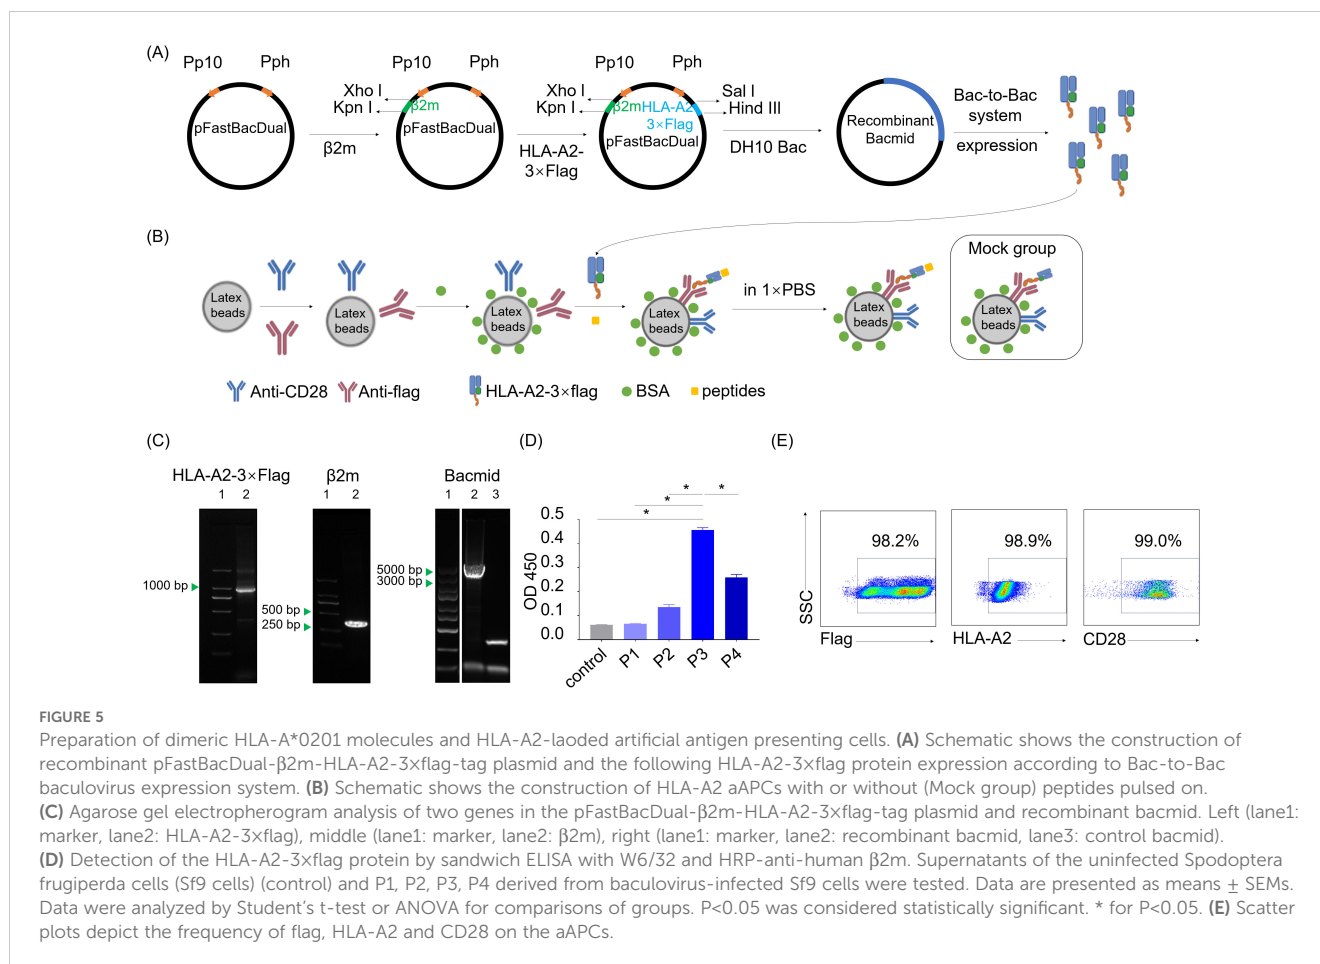 (A)
Pp10 Pph Pp10 Pph Pp10 Pph
Xho I Xho I Sal I
Kpn I β2m Kpn I β2m HLA-A2 Hind III
3×Flag
pFastBacDual pFastBacDual pFastBacDual
β2m HLA-A2-
3×Flag
DH10 Bac
Recombinant
Bacmid
Bac-to-Bac
system
expression
(B)
Latex
beads
Latex
beads
Latex
beads
Latex
beads
in 1×PBS
Latex
beads
Mock group
Latex
beads
Anti-CD28 Anti-flag HLA-A2-3×flag BSA peptides
(C)
HLA-A2-3×Flag β2m Bacmid
1 2 1 2 1 2 3
1000 bp
500 bp
250 bp
5000 bp
3000 bp
(D)
* * * *
OD 450
0.5
0.4
0.3
0.2
0.1
0.0
control P1 P2 P3 P4
(E)
98.2% 98.9% 99.0%
SSC
Flag HLA-A2 CD28
FIGURE 5
Preparation of dimeric HLA-A*0201 molecules and HLA-A2-laoded artificial antigen presenting cells. (A) Schematic shows the construction of
recombinant pFastBacDual-β2m-HLA-A2-3×flag-tag plasmid and the following HLA-A2-3×flag protein expression according to Bac-to-Bac
baculovirus expression system. (B) Schematic shows the construction of HLA-A2 aAPCs with or without (Mock group) peptides pulsed on.
(C) Agarose gel electropherogram analysis of two genes in the pFastBacDual-β2m-HLA-A2-3×flag-tag plasmid and recombinant bacmid. Left (lane1:
marker, lane2: HLA-A2-3×flag), middle (lane1: marker, lane2: β2m), right (lane1: marker, lane2: recombinant bacmid, lane3: control bacmid).
(D) Detection of the HLA-A2-3×flag protein by sandwich ELISA with W6/32 and HRP-anti-human β2m. Supernatants of the uninfected Spodoptera
frugiperda cells (Sf9 cells) (control) and P1, P2, P3, P4 derived from baculovirus-infected Sf9 cells were tested. Data are presented as means ± SEMs.
Data were analyzed by Student's t-test or ANOVA for comparisons of groups. P<0.05 was considered statistically significant. * for P<0.05. (E) Scatter
plots depict the frequency of flag, HLA-A2 and CD28 on the aAPCs.